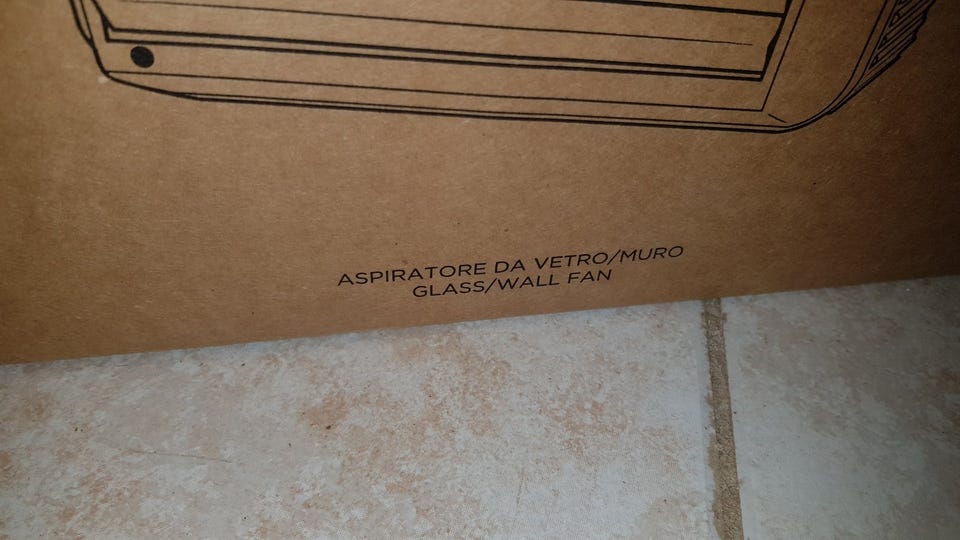 ASPIRATORE DA VETRO/MURO
GLASS/WALL FAN